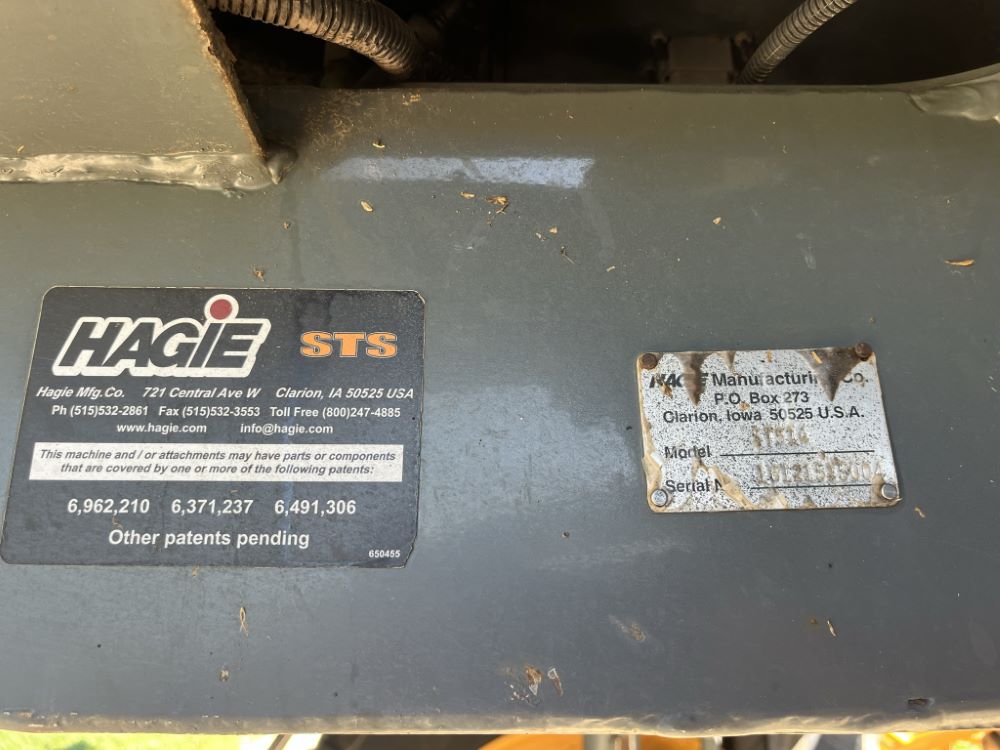 HAGIE STS
Hagie Mfg. Co. 721 Central Ave W Clarion, IA 50525 USA
Ph (515)532-2861 Fax (515)532-3553 Toll Free (800)247-4885
www.hagie.com info@hagie.com
This machine and / or attachments may have parts or components
that are covered by one or more of the following patents:
6,962,210 6,371,237 6,491,306
Other patents pending
650455
HAGIE Manufacturing Co.
P.O. Box 273
Clarion, Iowa 50525 U.S.A.
Model
Serial